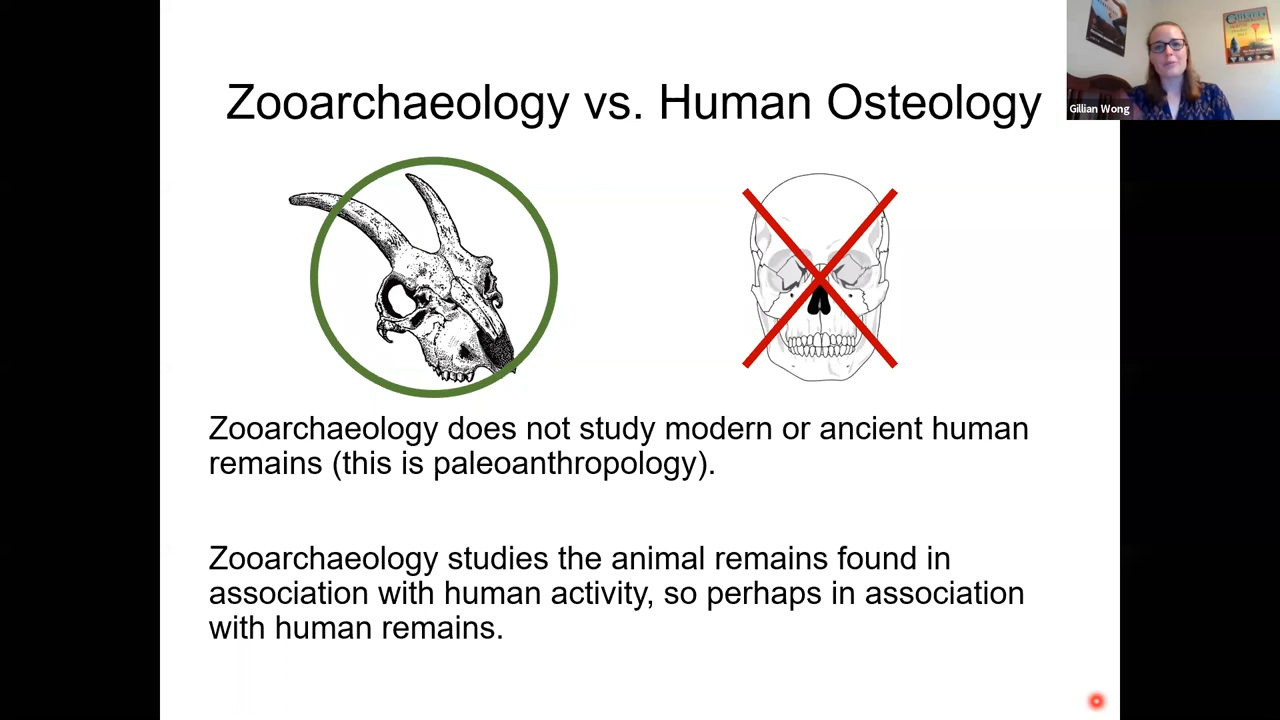 Zooarchaeology vs. Human Osteology
Gillian Wong
Zooarchaeology does not study modern or ancient human
remains (this is paleoanthropology).
Zooarchaeology studies the animal remains found in
association with human activity, so perhaps in association
with human remains.